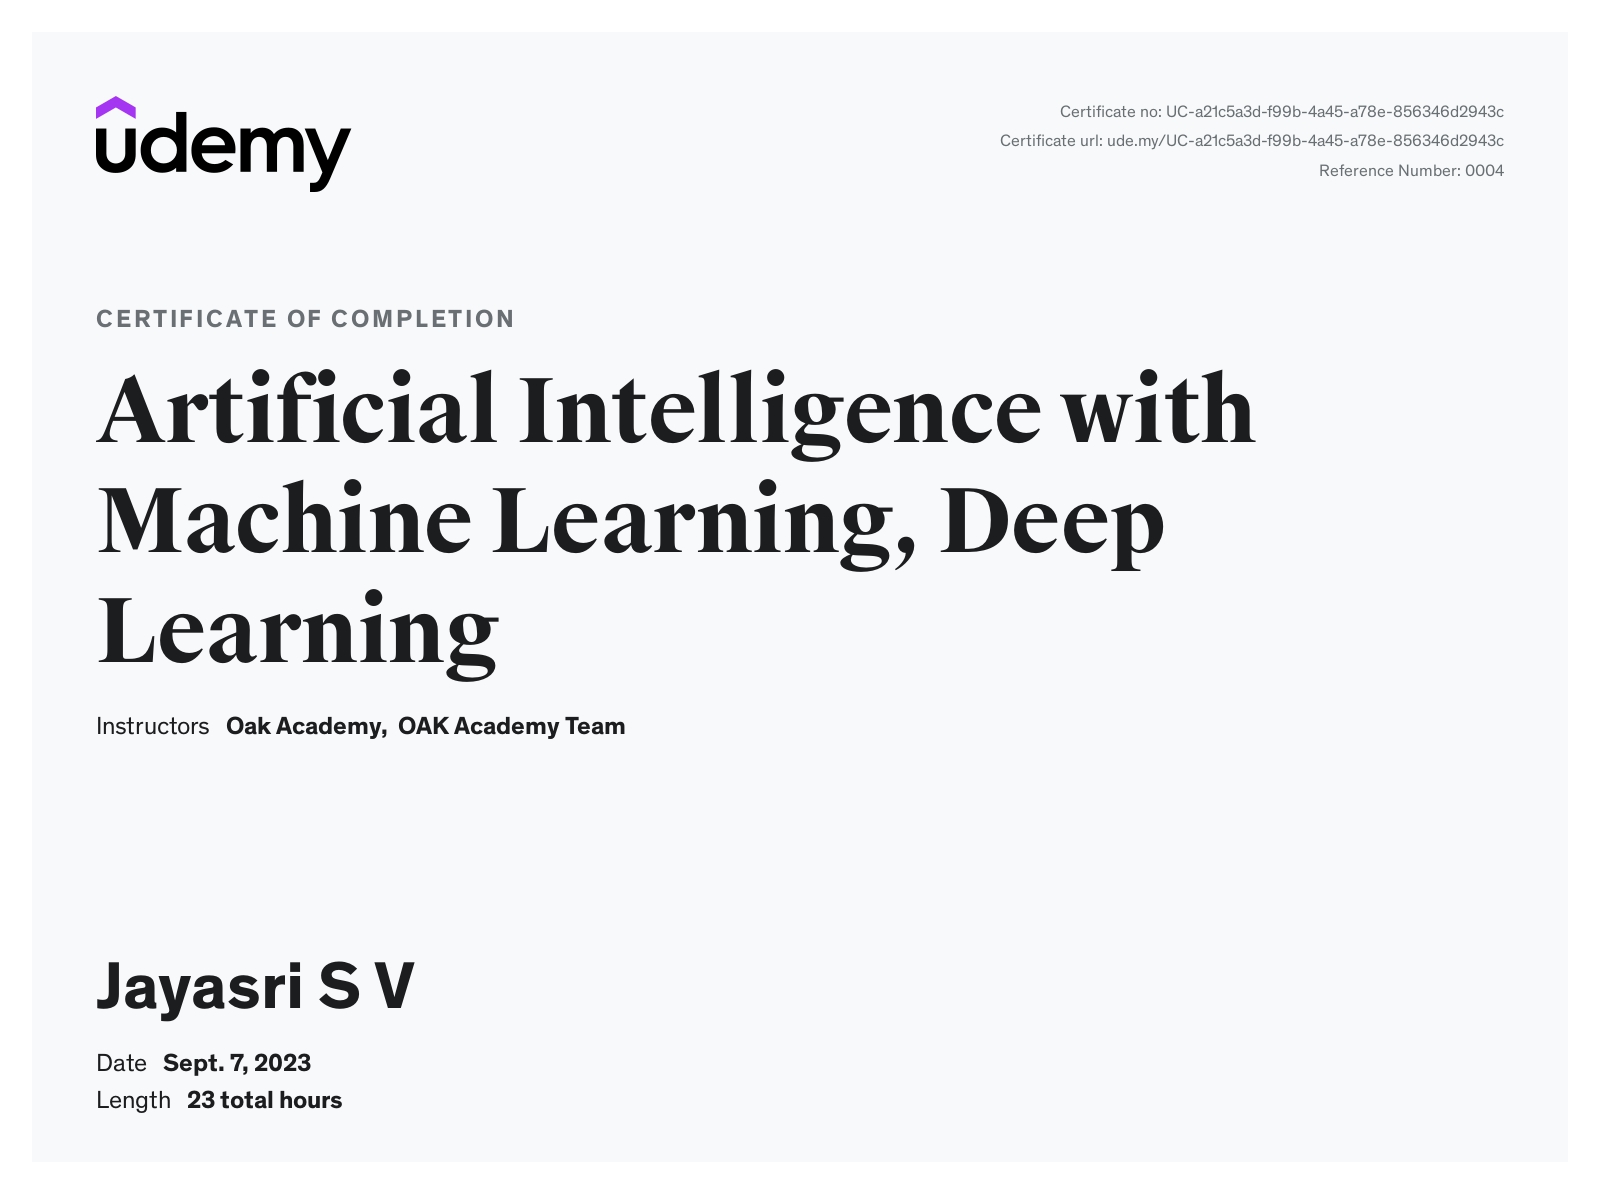 udemy
Certificate no: UC-a21c5a3d-f99b-4a45-a78e-856346d2943c
Certificate url: ude.my/UC-a21c5a3d-f99b-4a45-a78e-856346d2943c
Reference Number: 0004
CERTIFICATE OF COMPLETION
Artificial Intelligence with
Machine Learning, Deep
Learning
Instructors Oak Academy, OAK Academy Team
Jayasri S V
Date Sept. 7, 2023
Length 23 total hours